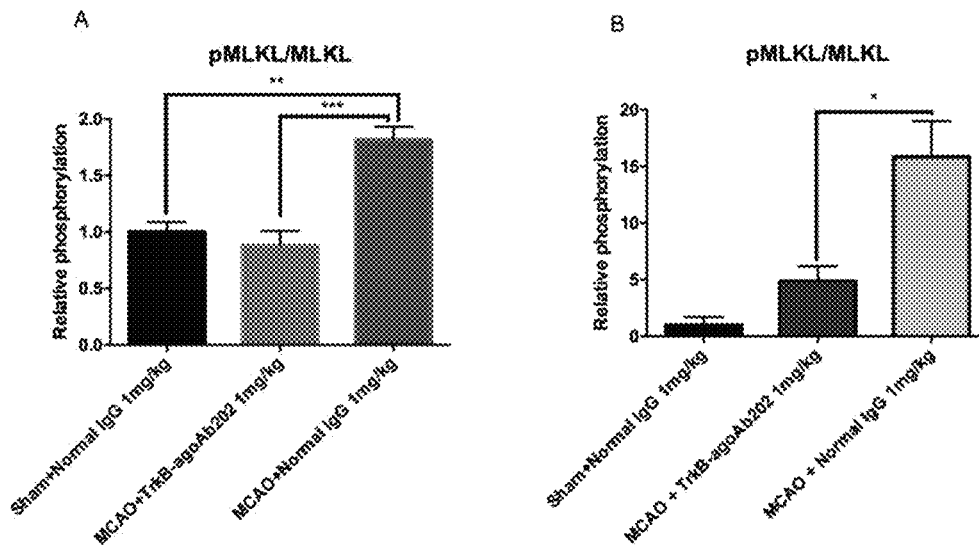 A
pMLKL/MLKL
**
***
Relative phosphorylation
2.0
1.5
1.0
0.5
0.0
Sham+Normal IgG 1mg/kg
MCAO+TrkB-agoAb202 1mg/kg
MCAO+Normal IgG 1mg/kg
B
pMLKL/MLKL
*
Relative phosphorylation
20
15
10
5
0
Sham+Normal IgG 1mg/kg
MCAO + TrkB-agoAb202 1mg/kg
MCAO + Normal IgG 1mg/kg